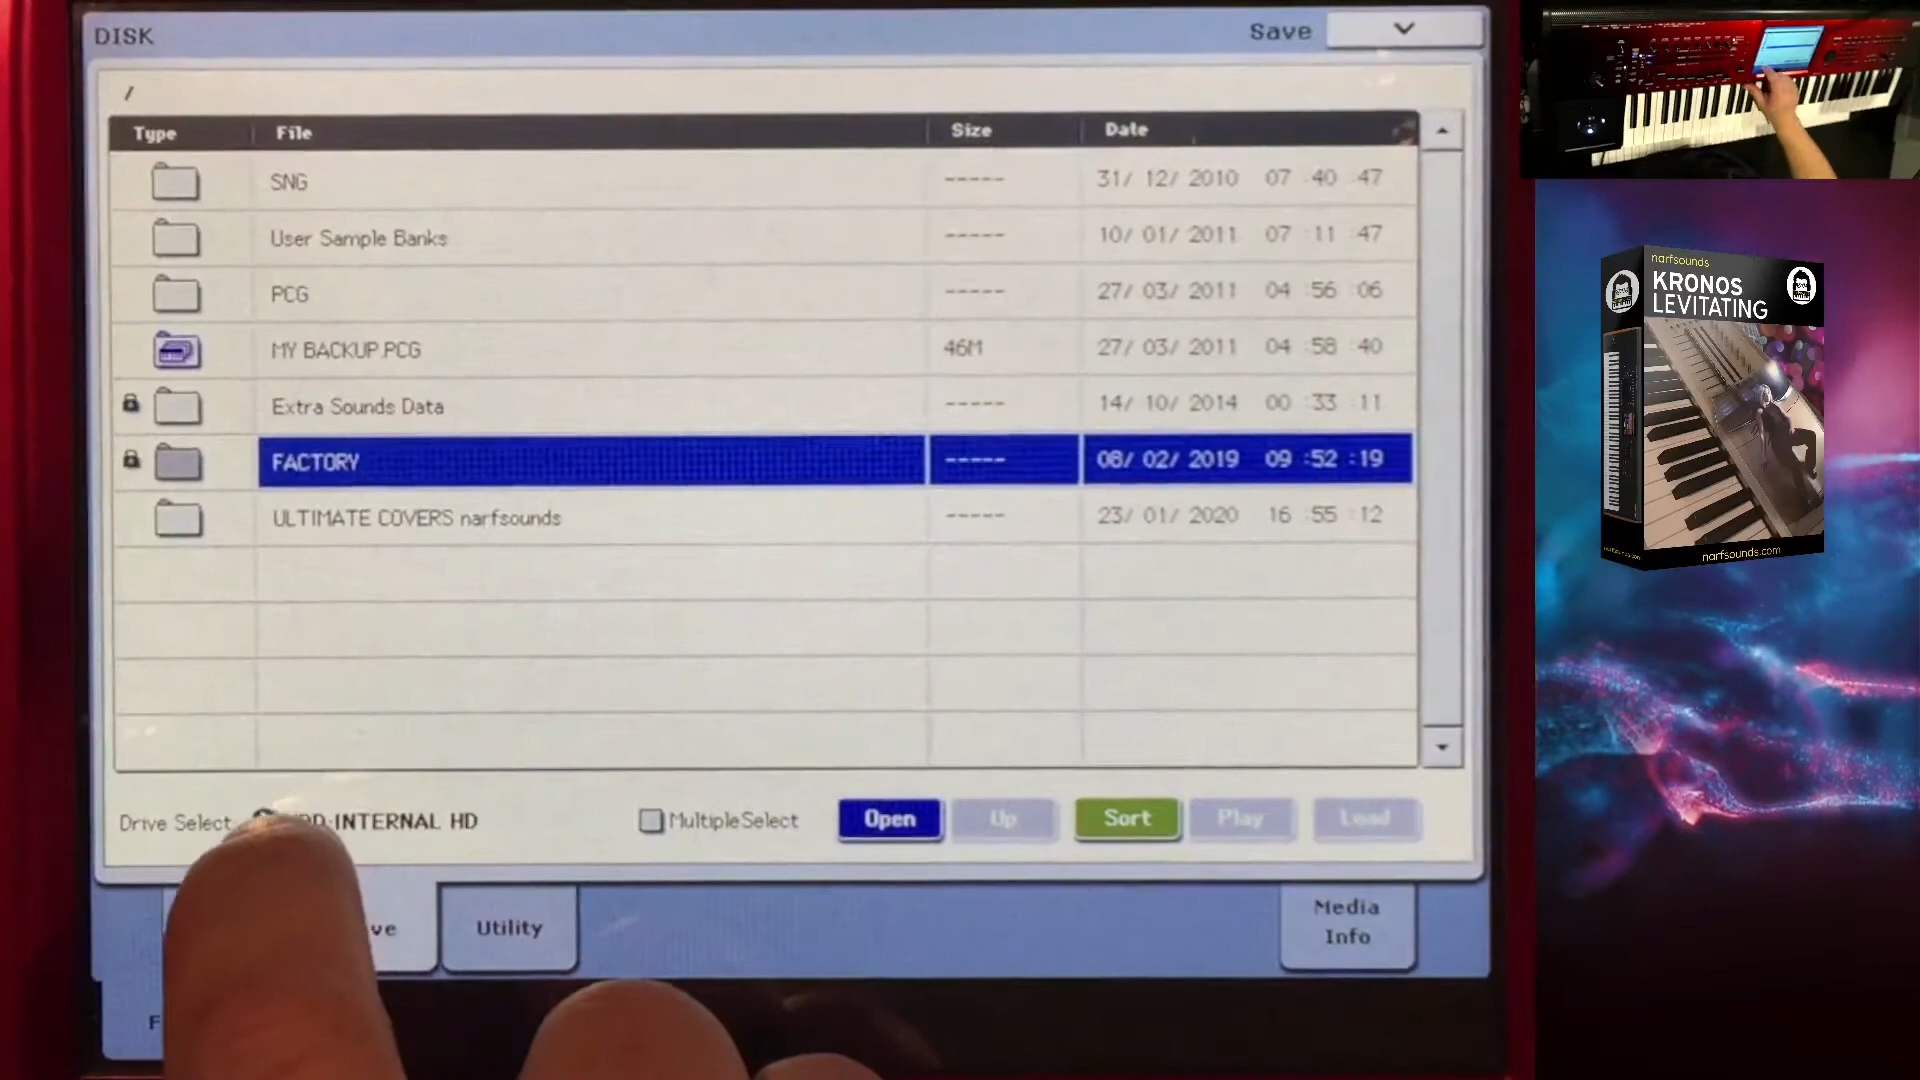 DISK
Save
/
Type File Size Date
SNG ----- 31/ 12/ 2010 07 :40 :47
User Sample Banks ----- 10/ 01/ 2011 07 :11 :47
PCG ----- 27/ 03/ 2011 04 :56 :06
MY BACKUP.PCG 46M 27/ 03/ 2011 04 :58 :40
Extra Sounds Data ----- 14/ 10/ 2014 00 :33 :11
FACTORY ----- 08/ 02/ 2019 09 :52 :19
ULTIMATE COVERS narfsounds ----- 23/ 01/ 2020 16 :55 :12
Drive Select INTERNAL HD MultipleSelect Open Up Sort Play Load
Utility
Media
Info
narfsounds
KRONOS
LEVITATING
narfsounds.com
narfsounds.com